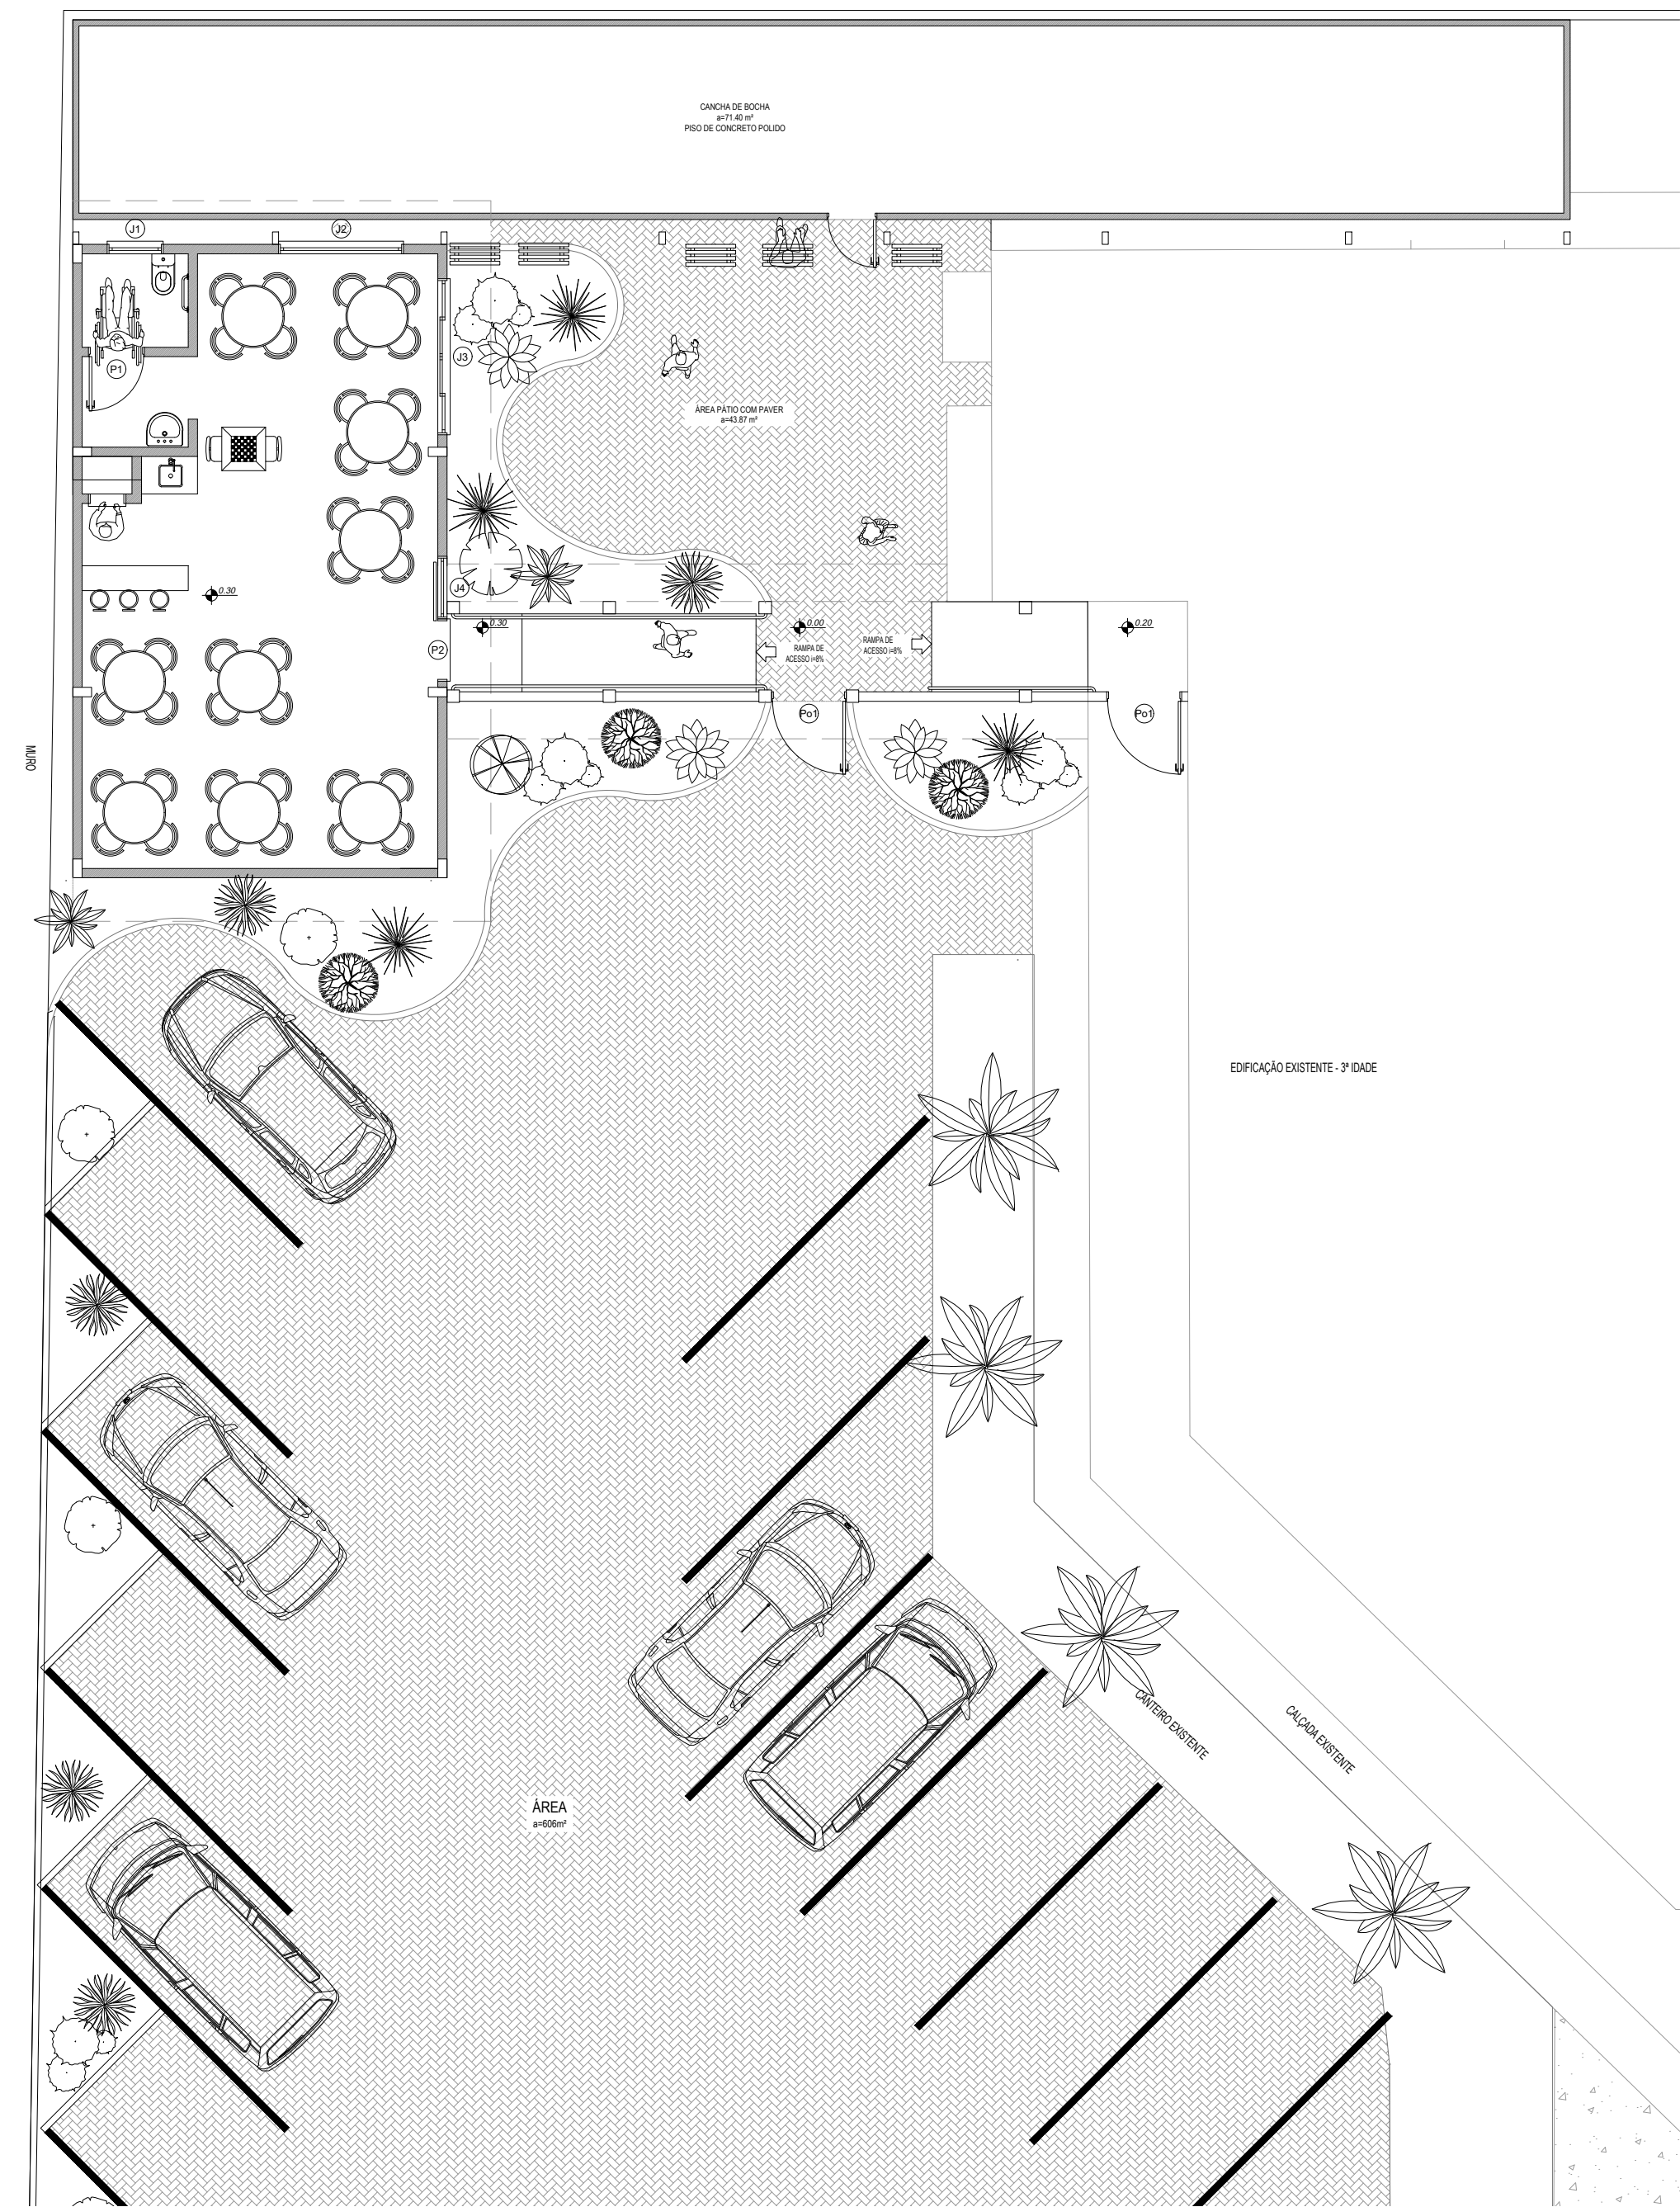 CANCHA DE BOCHA
a=71.40 m²
PISO DE CONCRETO POLIDO
J1
J2
J3
P1
ÁREA PÁTIO COM PAVER
a=43.87 m²
J4
0.30
0.30
0.00
0.20
RAMPA DE
ACESSO i=8%
RAMPA DE
ACESSO i=8%
P2
Po1
Po1
MURO
EDIFICAÇÃO EXISTENTE - 3ª IDADE
CANTEIRO EXISTENTE
CALÇADA EXISTENTE
ÁREA
a=606m²